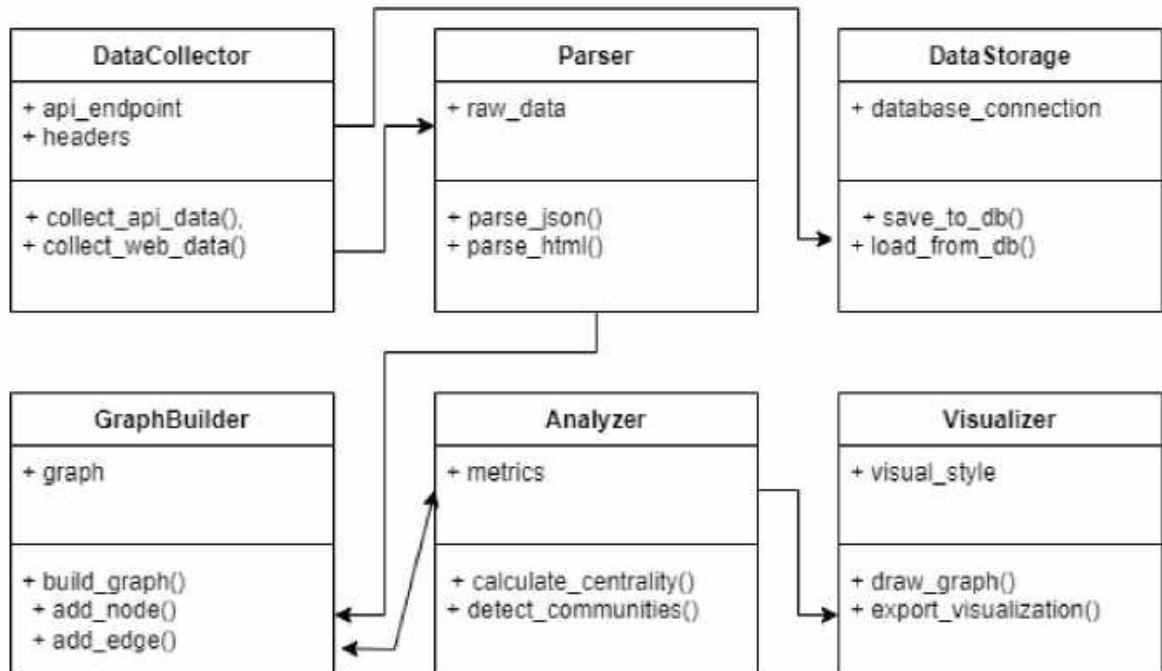 DataCollector
+ api_endpoint
+ headers
+ collect_api_data(),
+ collect_web_data()
Parser
+ raw_data
+ parse_json()
+ parse_html()
DataStorage
+ database_connection
+ save_to_db()
+ load_from_db()
GraphBuilder
+ graph
+ build_graph()
+ add_node()
+ add_edge()
Analyzer
+ metrics
+ calculate_centrality()
+ detect_communities()
Visualizer
+ visual_style
+ draw_graph()
+ export_visualization()